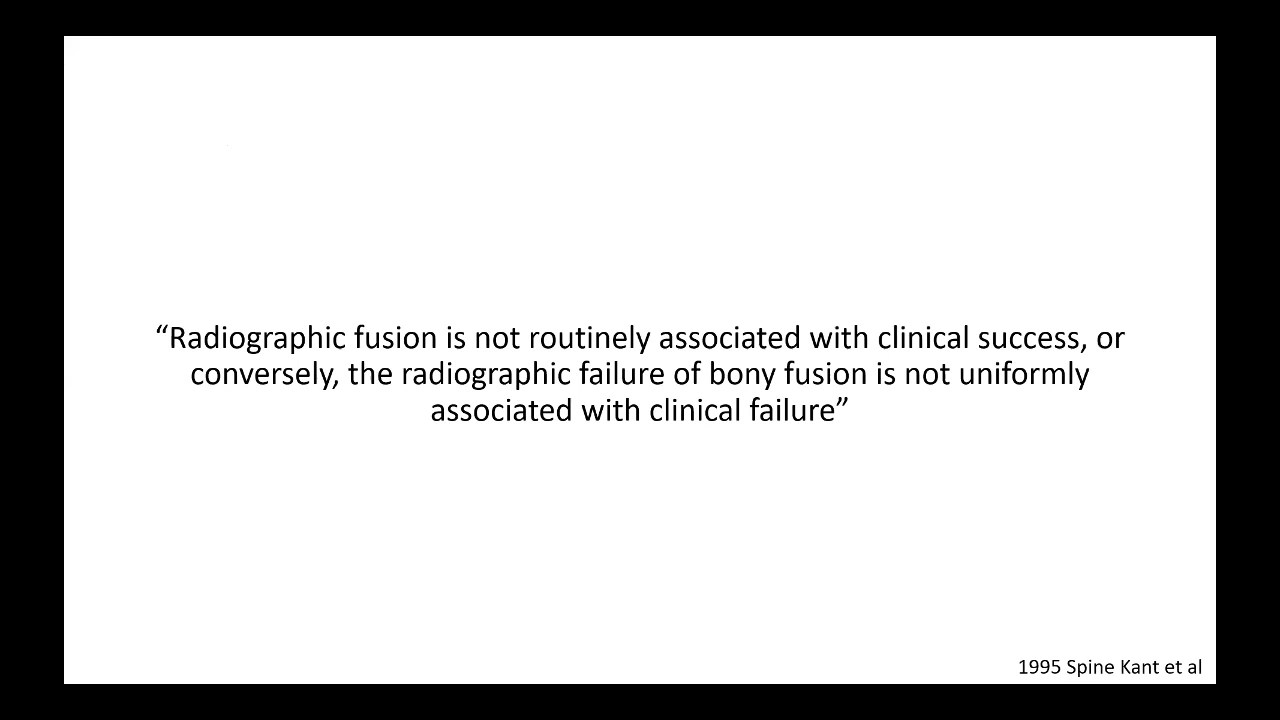 “Radiographic fusion is not routinely associated with clinical success, or
conversely, the radiographic failure of bony fusion is not uniformly
associated with clinical failure”
1995 Spine Kant et al